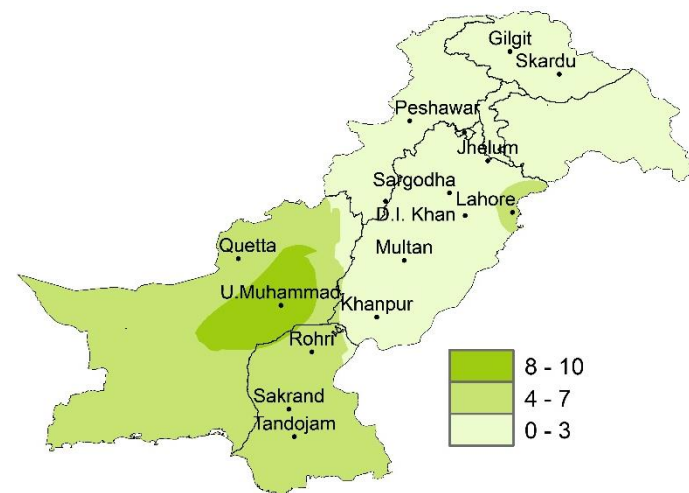 Gilgit
Skardu
Peshawar
Jhelum
Sargodha
Lahore
D.I. Khan
Quetta
Multan
U.Muhammad
Khanpur
Rohri
8 - 10
Sakrand
4 - 7
Tandojam
0 - 3